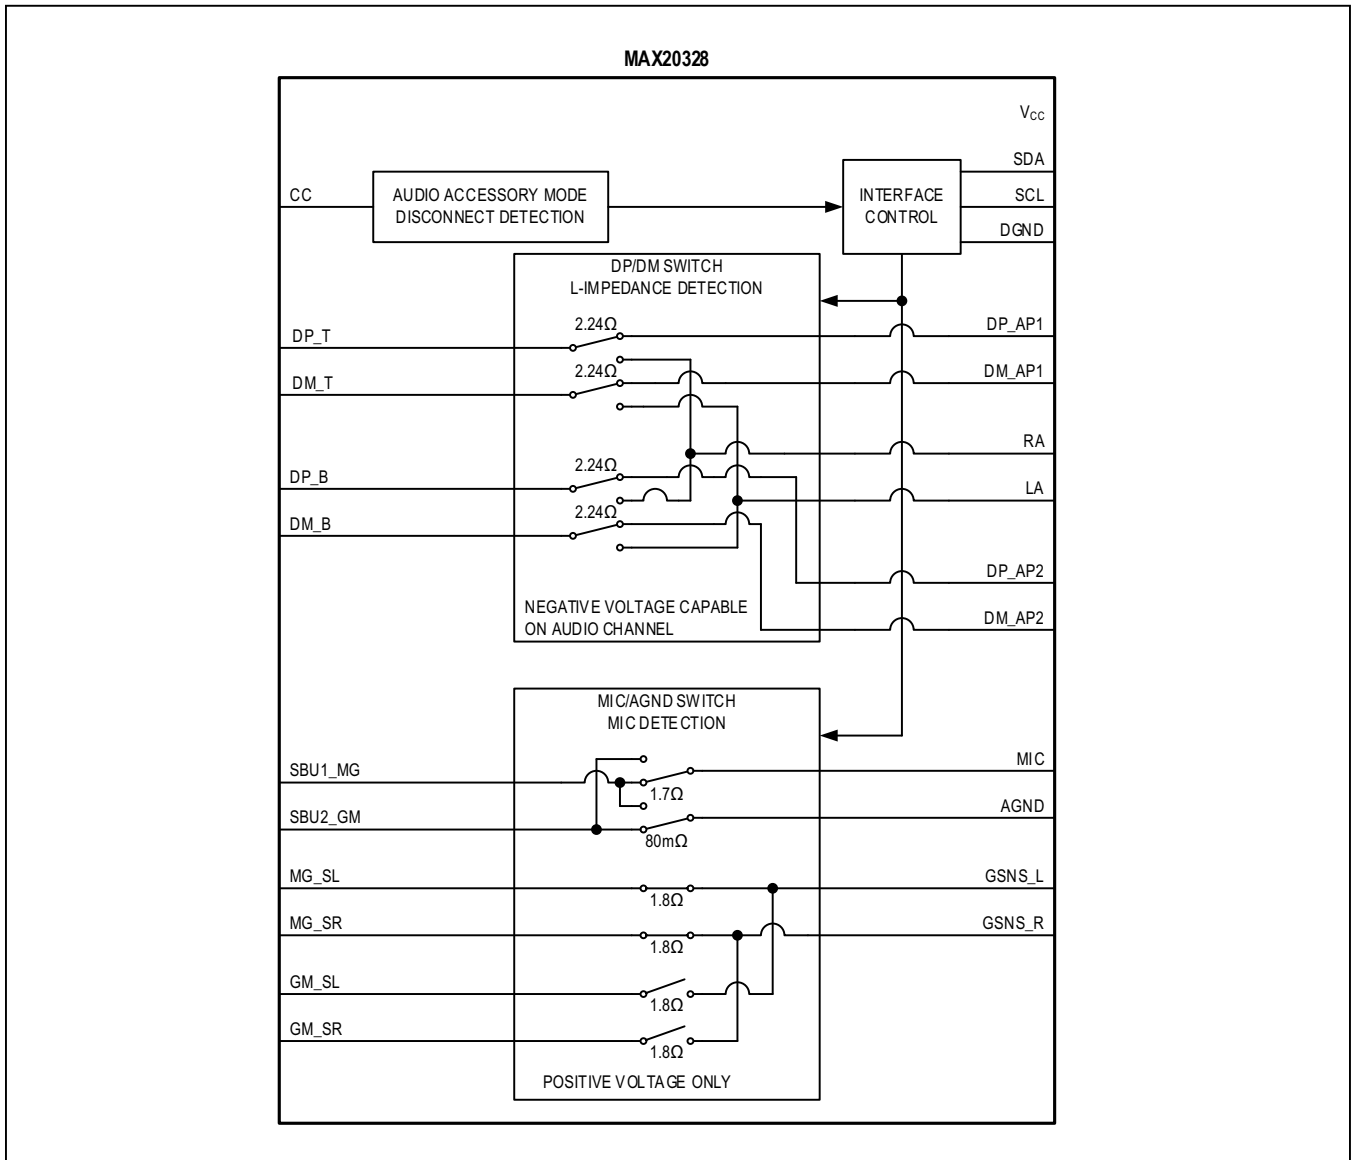 MAX20328
VCC
SDA
CC
AUDIO ACCESSORY MODE
DISCONNECT DETECTION
INTERFACE
CONTROL
SCL
DGND
DP/DM SWITCH
L-IMPEDANCE DETECTION
DP_T
2.24Ω
DP_AP1
DM_T
2.24Ω
DM_AP1
RA
DP_B
2.24Ω
LA
DM_B
2.24Ω
DP_AP2
NEGATIVE VOLTAGE CAPABLE
ON AUDIO CHANNEL
DM_AP2
MIC/AGND SWITCH
MIC DETECTION
SBU1_MG
1.7Ω
MIC
SBU2_GM
80mΩ
AGND
MG_SL
1.8Ω
GSNS_L
MG_SR
1.8Ω
GSNS_R
GM_SL
1.8Ω
GM_SR
1.8Ω
POSITIVE VOLTAGE ONLY